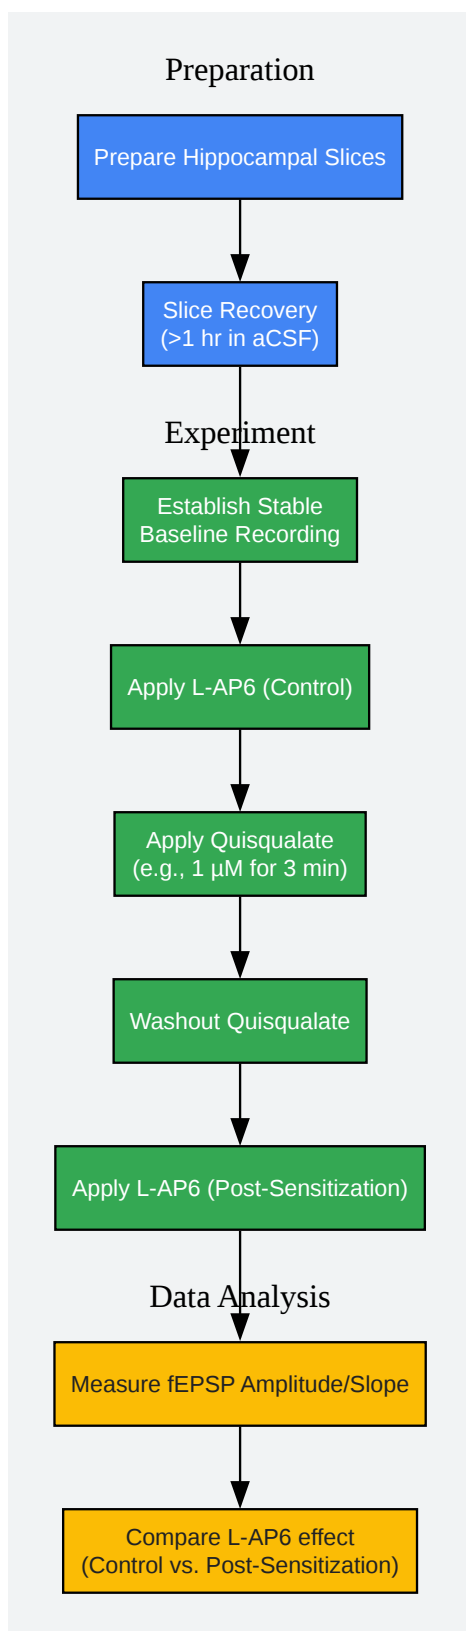 Preparation
Prepare Hippocampal Slices
Slice Recovery
(>1 hr in aCSF)
Experiment
Establish Stable
Baseline Recording
Apply L-AP6 (Control)
Apply Quisqualate
(e.g., 1 µM for 3 min)
Washout Quisqualate
Apply L-AP6 (Post-Sensitization)
Data Analysis
Measure fEPSP Amplitude/Slope
Compare L-AP6 effect
(Control vs. Post-Sensitization)